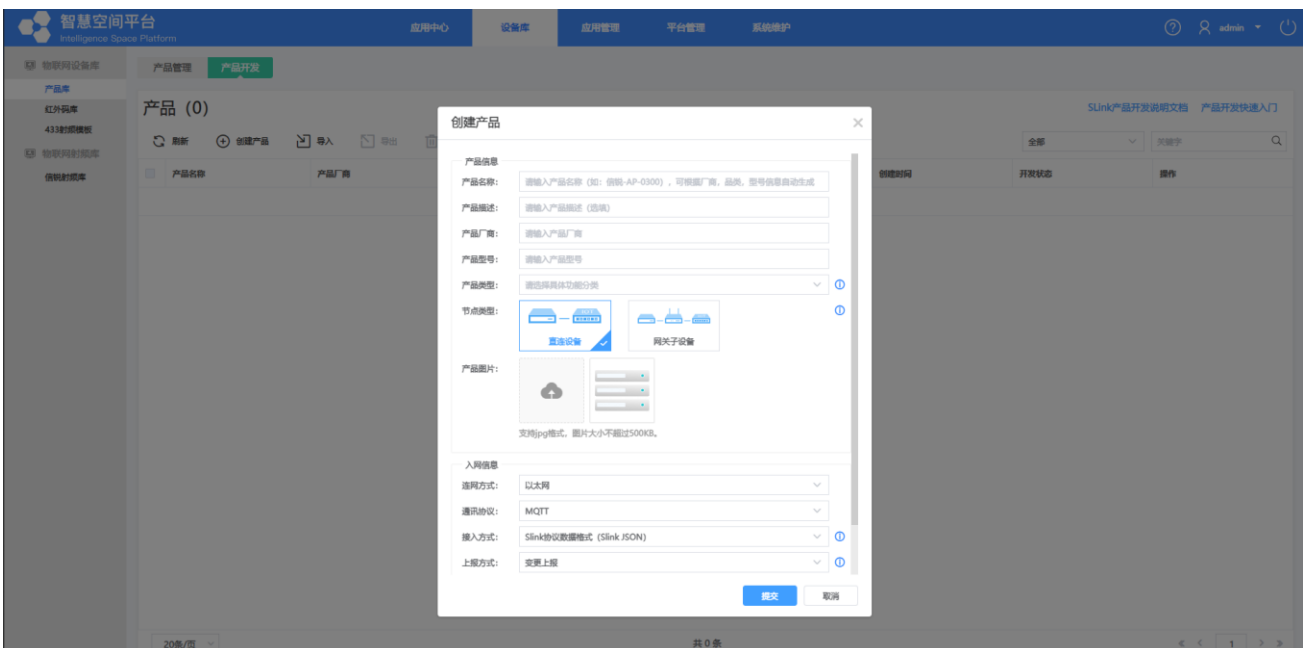 智慧空间平台
Intelligence Space Platform
应用中心 设备库 应用管理 平台管理 系统维护
admin
物联网设备库
产品库
红外码库
433射频模板
物联网射频库
信锐射频库
产品管理 产品开发
产品 (0)
SLink产品开发说明文档 产品开发快速入门
刷新 创建产品 导入 导出
全部 关键字
产品名称 产品厂商 创建时间 开发状态 操作
创建产品
产品信息
产品名称: 请输入产品名称 (如: 信锐-AP-0300) , 可根据厂商, 品类, 型号信息自动生成
产品描述: 请输入产品描述 (选填)
产品厂商: 请输入产品厂商
产品型号: 请输入产品型号
产品类型: 请选择具体功能分类
节点类型:
直连设备 网关子设备
产品图片:
支持jpg格式, 图片大小不超过500KB。
入网信息
连网方式: 以太网
通讯协议: MQTT
接入方式: Slink协议数据格式 (Slink JSON)
上报方式: 变更上报
提交 取消
20条/页 共 0 条 1